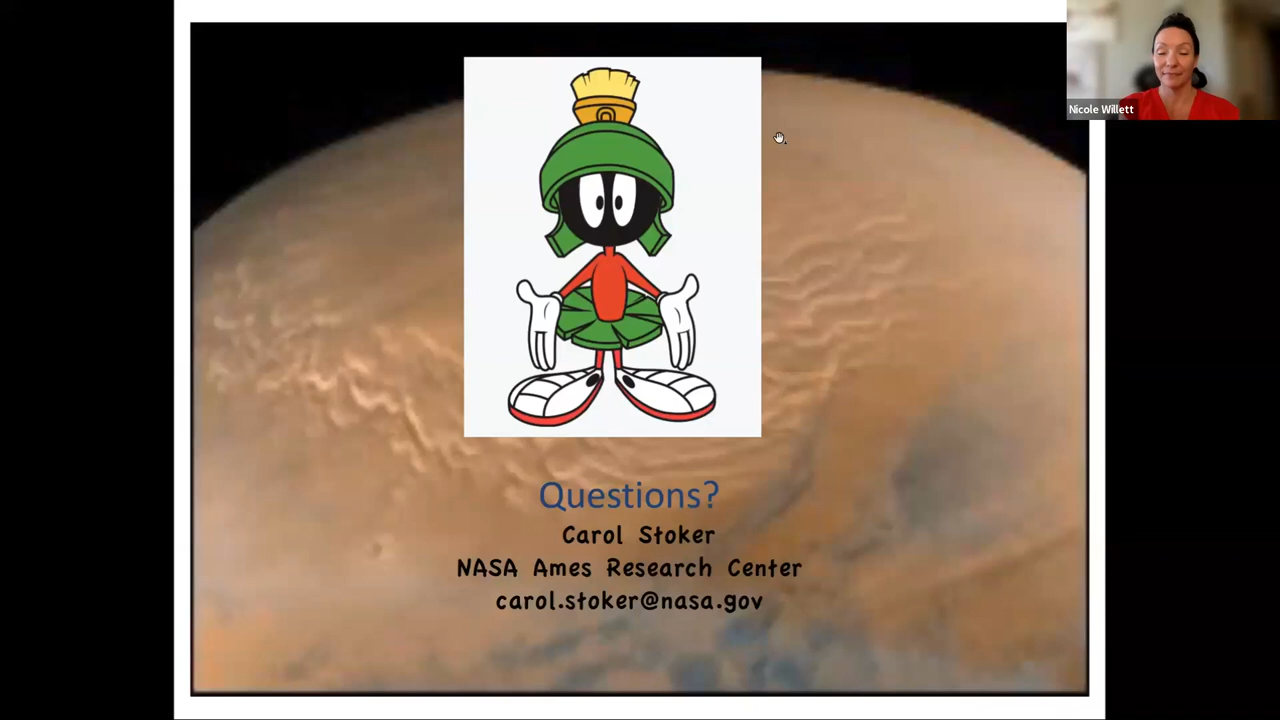 Nicole Willett
Questions?
Carol Stoker
NASA Ames Research Center
carol.stoker@nasa.gov